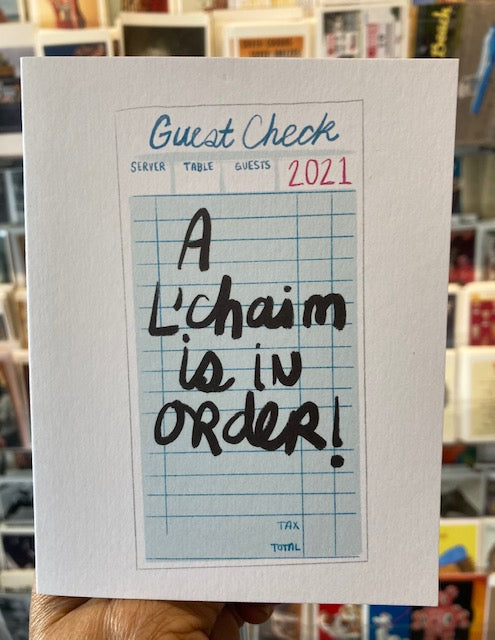 Guest Check
SERVER TABLE GUESTS 2021
A
L'chaim
is in
order!
TAX
TOTAL